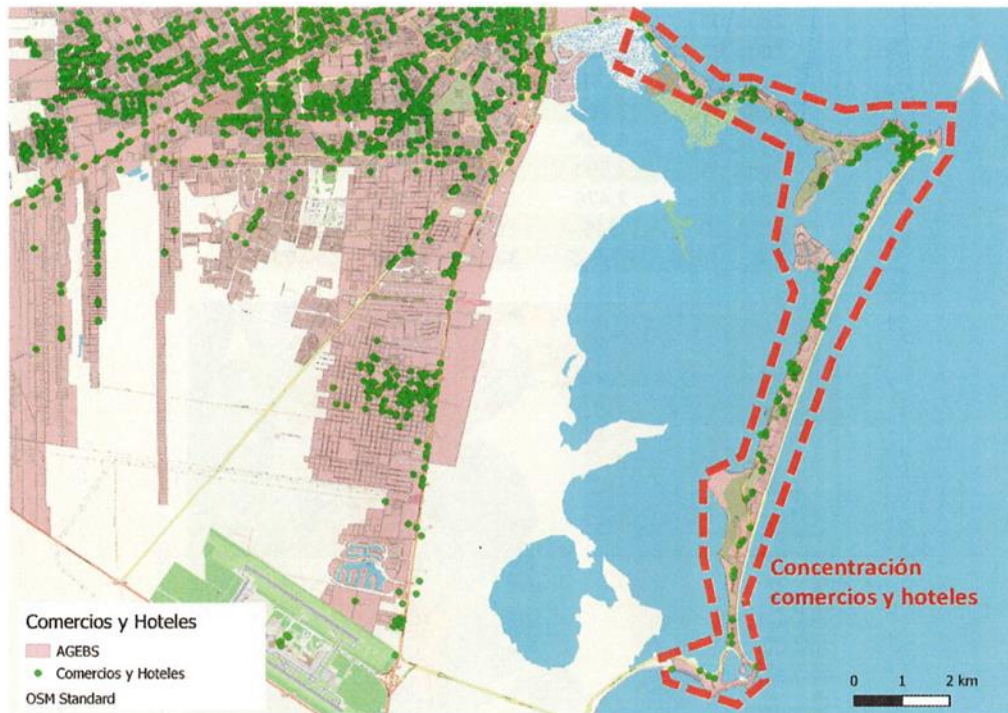 Concentración
comercios y hoteles
Comercios y Hoteles
AGEBS
Comercios y Hoteles
OSM Standard
0 1 2 km